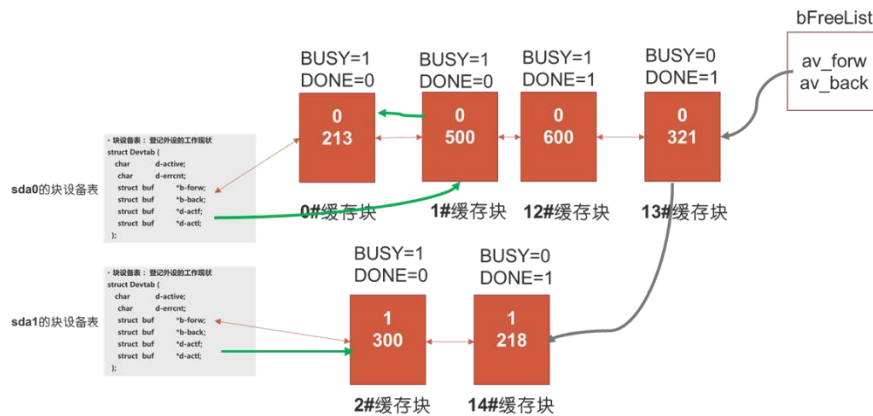 bFreeList
av_forw
av_back
BUSY=1
DONE=0
BUSY=1
DONE=0
BUSY=1
DONE=1
BUSY=0
DONE=1
0
213
0
500
0
600
0
321
0#缓存块
1#缓存块
12#缓存块
13#缓存块
sda0的块设备表
• 块设备表：登记外设的工作现状
struct Devtab {
char d-active;
char d-errcnt;
struct buf *b-forw;
struct buf *b-back;
struct buf *d-actf;
struct buf *d-actl;
};
BUSY=1
DONE=0
BUSY=0
DONE=1
1
300
1
218
2#缓存块
14#缓存块
sda1的块设备表
• 块设备表：登记外设的工作现状
struct Devtab {
char d-active;
char d-errcnt;
struct buf *b-forw;
struct buf *b-back;
struct buf *d-actf;
struct buf *d-actl;
};